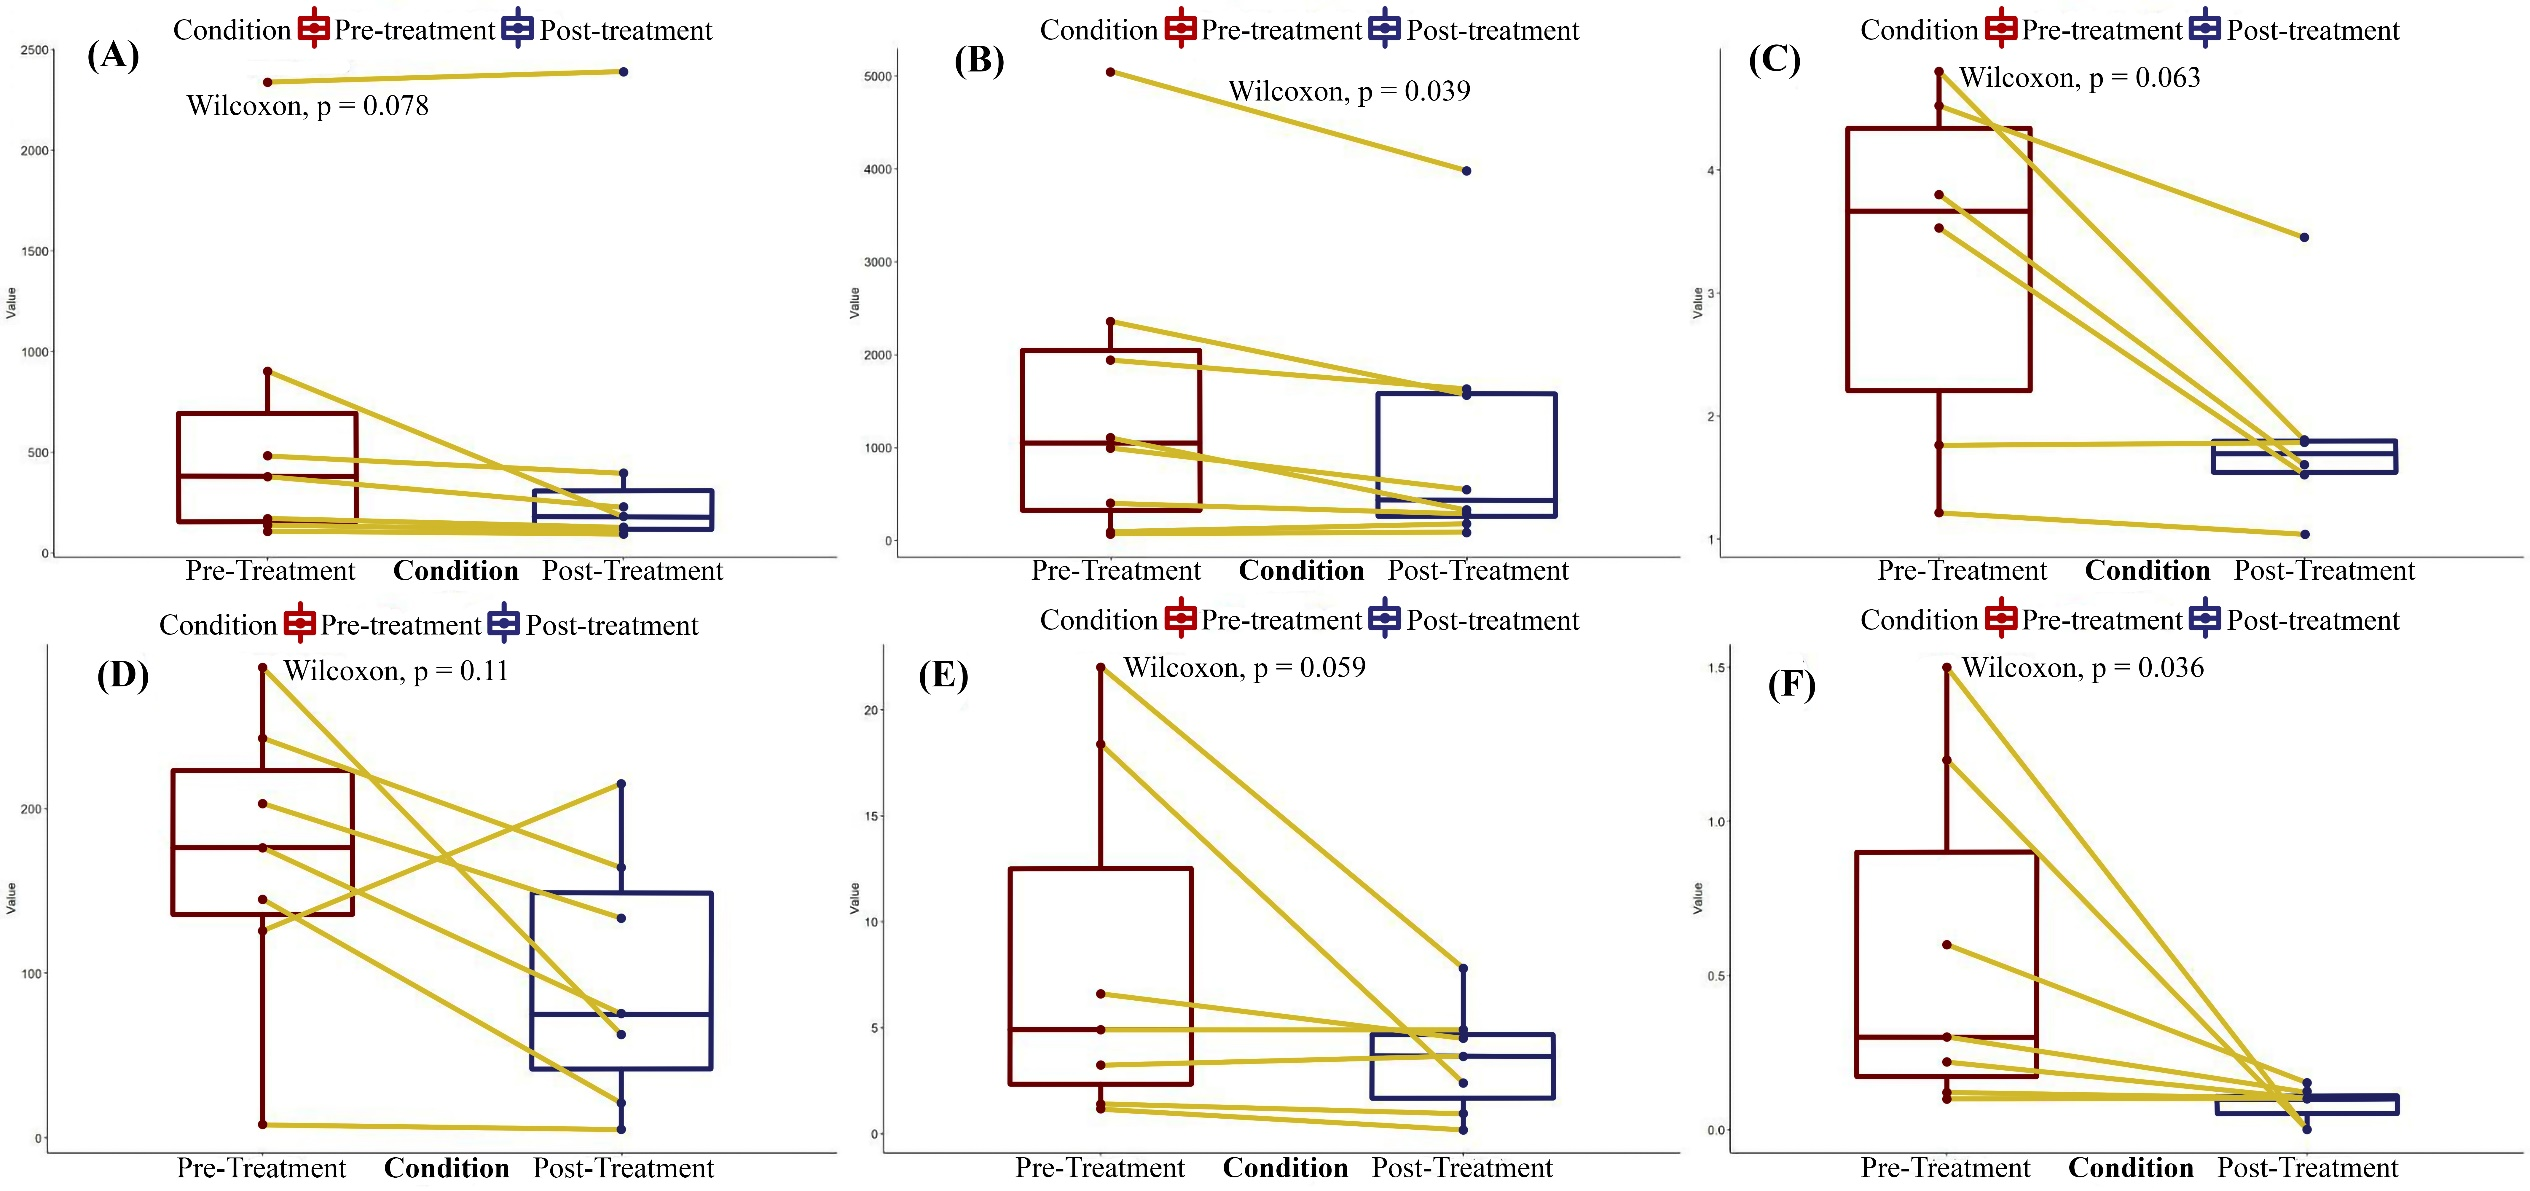 Condition Pre-treatment Post-treatment
(A)
Wilcoxon, p = 0.078
2500
2000
1500
1000
500
0
Value
Pre-Treatment Condition Post-Treatment
Condition Pre-treatment Post-treatment
(B)
Wilcoxon, p = 0.039
5000
4000
3000
2000
1000
0
Value
Pre-Treatment Condition Post-Treatment
Condition Pre-treatment Post-treatment
(C)
Wilcoxon, p = 0.063
4
3
2
1
Value
Pre-Treatment Condition Post-Treatment
Condition Pre-treatment Post-treatment
(D)
Wilcoxon, p = 0.11
200
100
0
Value
Pre-Treatment Condition Post-Treatment
Condition Pre-treatment Post-treatment
(E)
Wilcoxon, p = 0.059
20
15
10
5
0
Value
Pre-Treatment Condition Post-Treatment
Condition Pre-treatment Post-treatment
(F)
Wilcoxon, p = 0.036
1.5
1.0
0.5
0.0
Value
Pre-Treatment Condition Post-Treatment